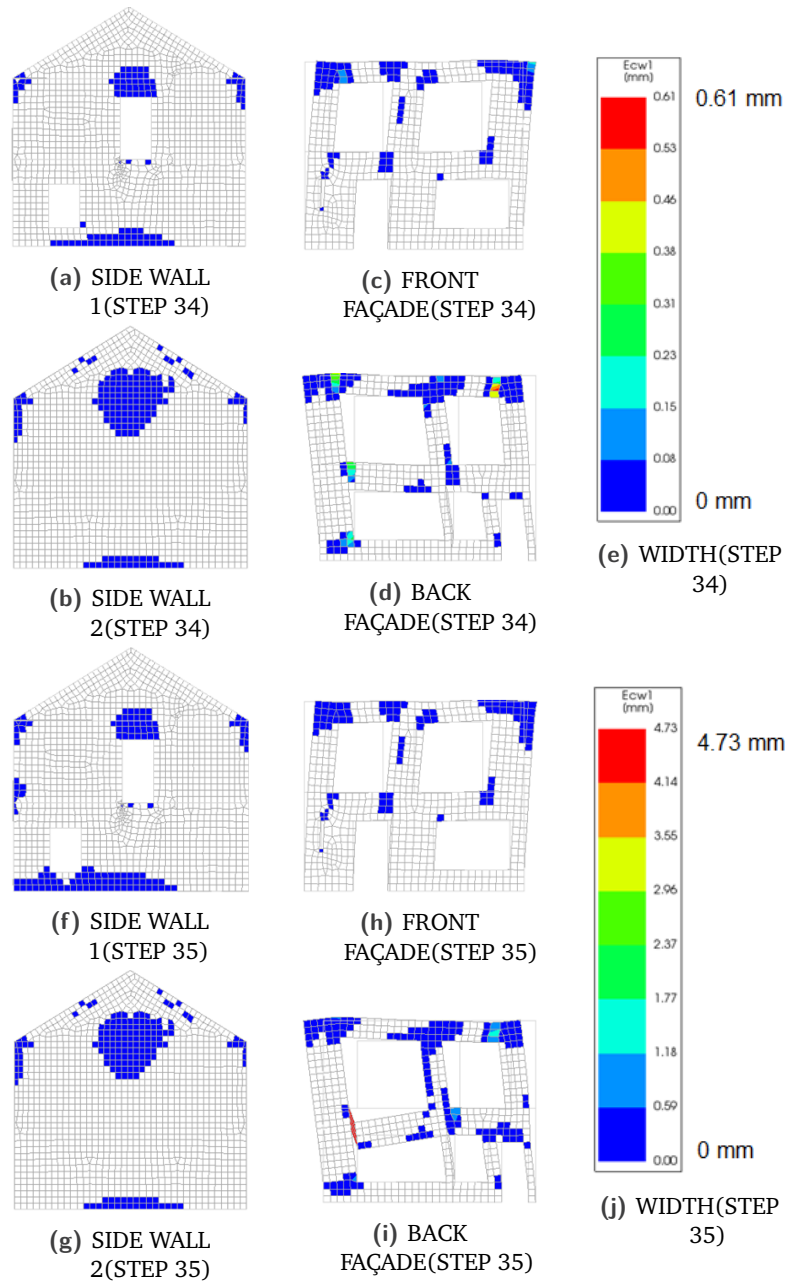 Ecw1
(mm)
0.61
0.53
0.46
0.38
0.31
0.23
0.15
0.08
0.00
0.61 mm
0 mm
(a) SIDE WALL
1(STEP 34)
(c) FRONT
FAÇADE(STEP 34)
(b) SIDE WALL
2(STEP 34)
(d) BACK
FAÇADE(STEP 34)
(e) WIDTH(STEP
34)
Ecw1
(mm)
4.73
4.14
3.55
2.96
2.37
1.77
1.18
0.59
0.00
4.73 mm
0 mm
(f) SIDE WALL
1(STEP 35)
(h) FRONT
FAÇADE(STEP 35)
(g) SIDE WALL
2(STEP 35)
(i) BACK
FAÇADE(STEP 35)
(j) WIDTH(STEP
35)